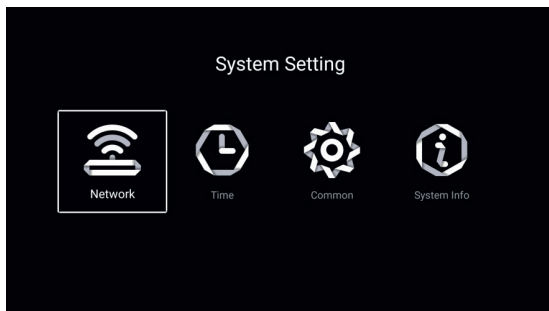 System Setting
Network
Time
Common
System Info